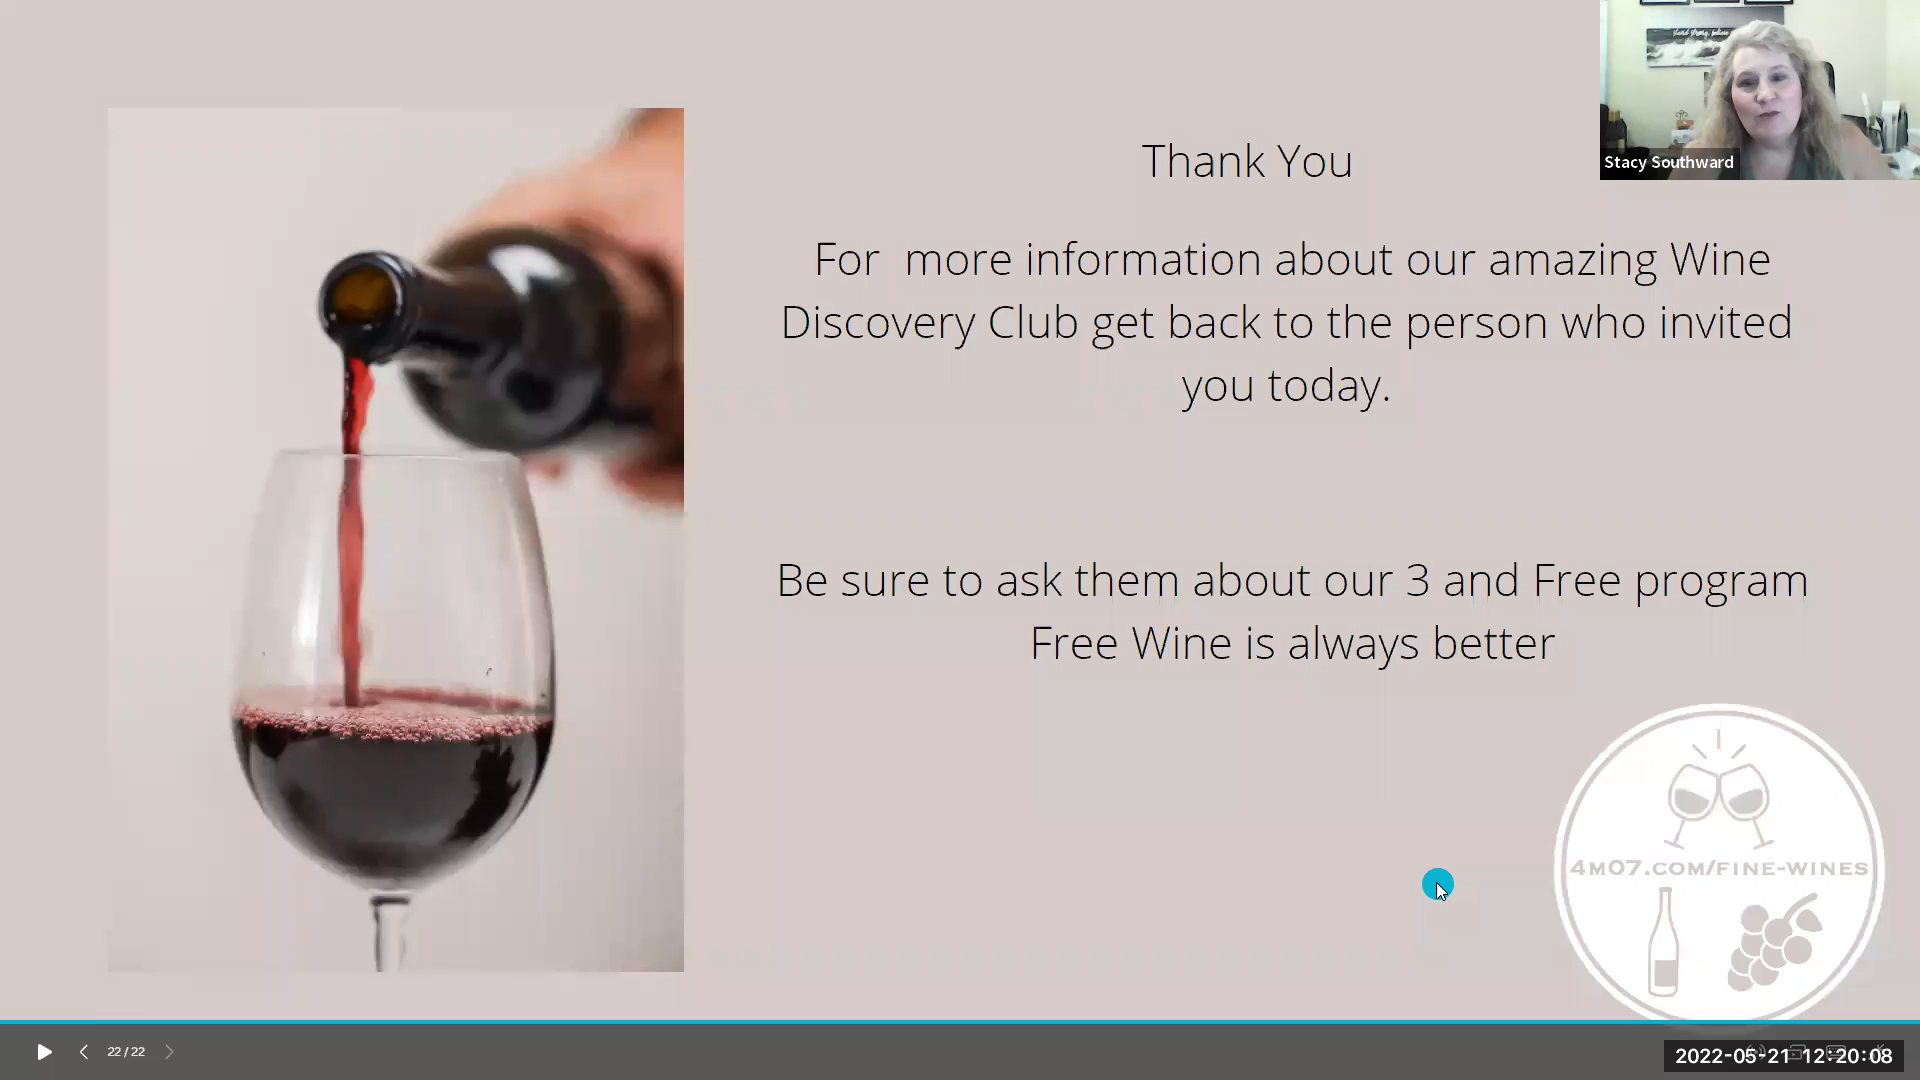 Thank You
Stacy Southward
For more information about our amazing Wine
Discovery Club get back to the person who invited
you today.
Be sure to ask them about our 3 and Free program
Free Wine is always better
4M07.COM/FINE-WINES
22 / 22
2022-05-21 12:20:08